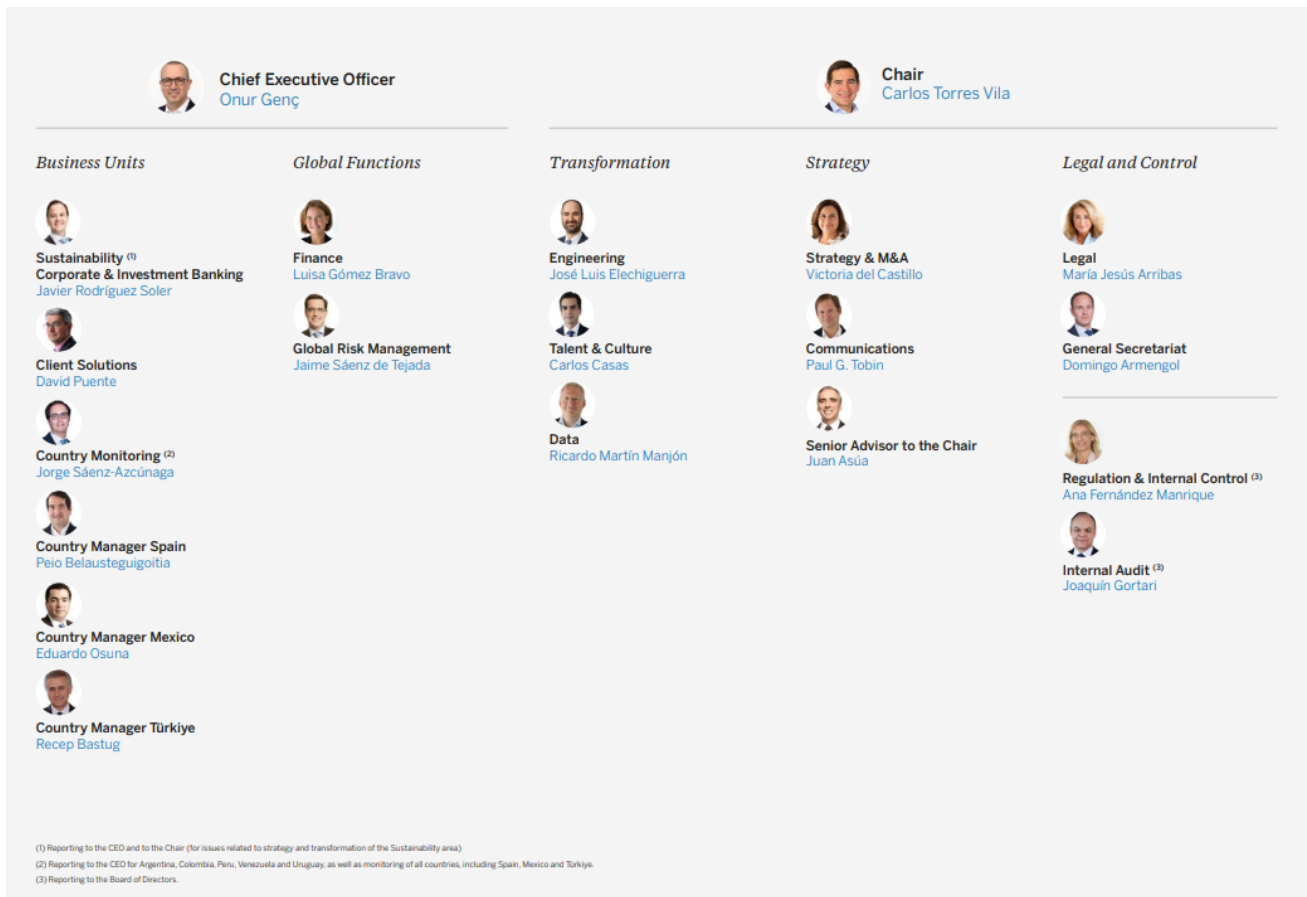 Chief Executive Officer
Onur Genç
Chair
Carlos Torres Vila
Business Units
Sustainability (1)
Corporate & Investment Banking
Javier Rodríguez Soler
Client Solutions
David Puente
Country Monitoring (2)
Jorge Sáenz-Azcúnaga
Country Manager Spain
Peio Belausteguigoitia
Country Manager Mexico
Eduardo Osuna
Country Manager Türkiye
Recep Bastug
Global Functions
Finance
Luisa Gómez Bravo
Global Risk Management
Jaime Sáenz de Tejada
Transformation
Engineering
José Luis Elechiguerra
Talent & Culture
Carlos Casas
Data
Ricardo Martín Manjón
Strategy
Strategy & M&A
Victoria del Castillo
Communications
Paul G. Tobin
Senior Advisor to the Chair
Juan Asúa
Legal and Control
Legal
María Jesús Arribas
General Secretariat
Domingo Armengol
Regulation & Internal Control (3)
Ana Fernández Manrique
Internal Audit (3)
Joaquín Gortari
(1) Reporting to the CEO and to the Chair (for issues related to strategy and transformation of the Sustainability area)
(2) Reporting to the CEO for Argentina, Colombia, Peru, Venezuela and Uruguay, as well as monitoring of all countries, including Spain, Mexico and Türkiye.
(3) Reporting to the Board of Directors.